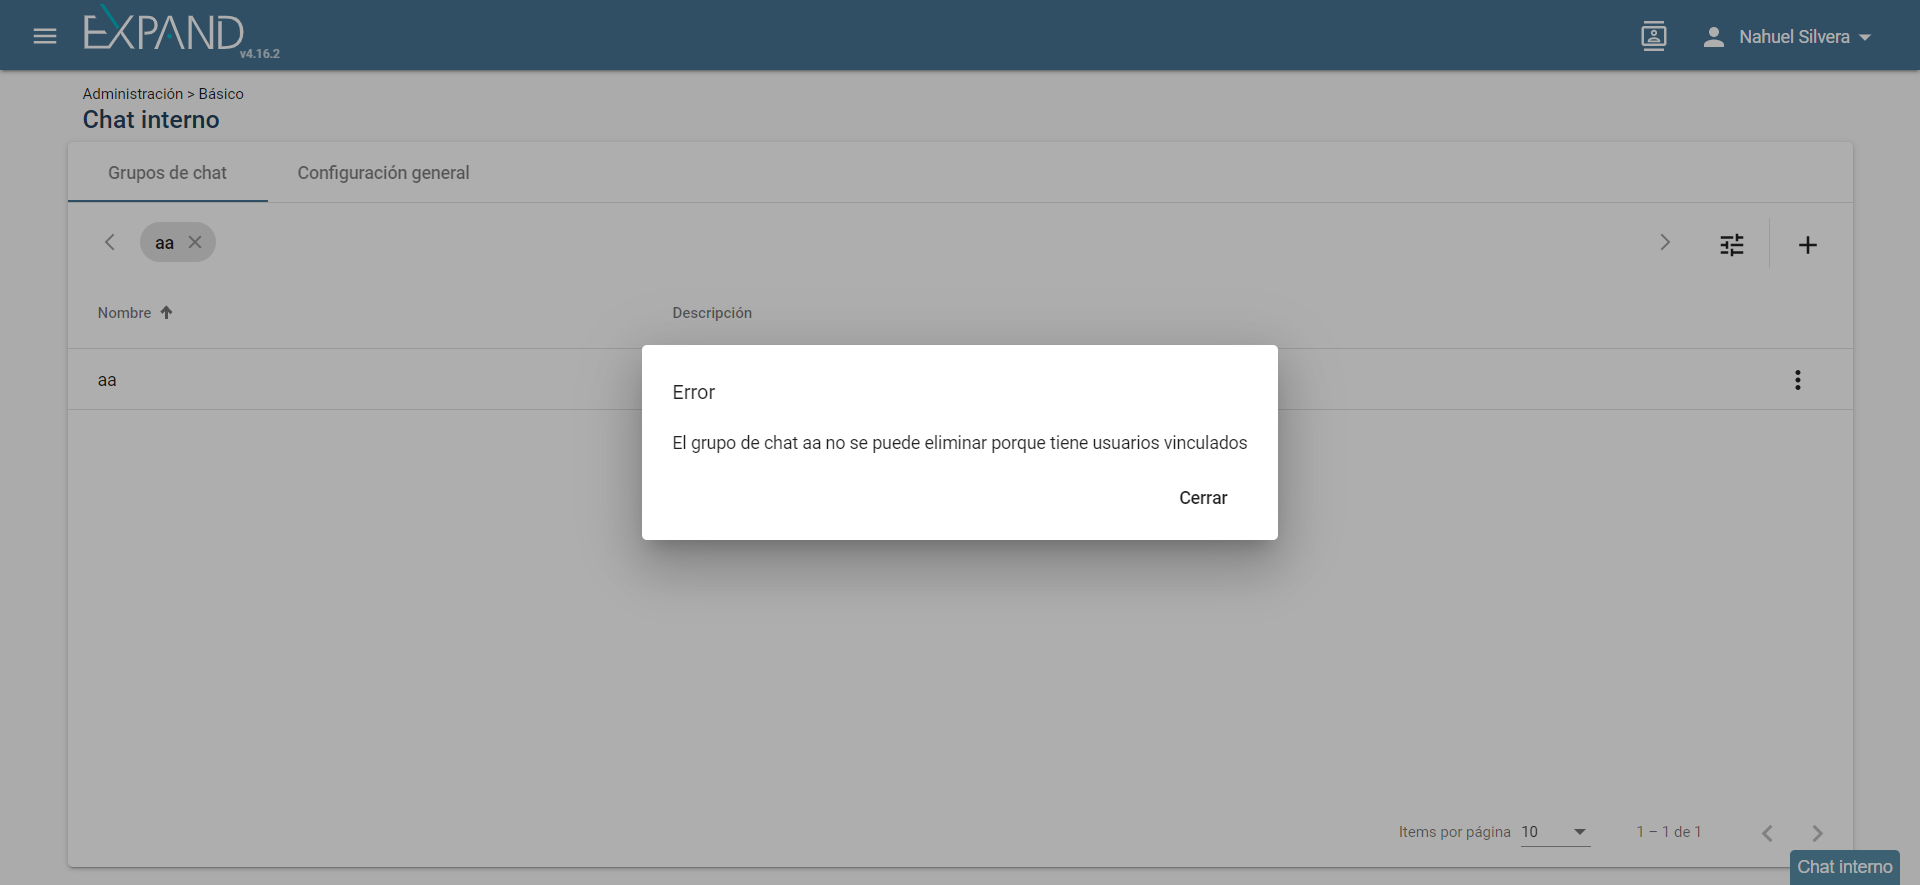 EXPAND
v4.16.2
Nahuel Silvera
Administración > Básico
Chat interno
Grupos de chat
Configuración general
aa
Nombre
Descripción
aa
Error
El grupo de chat aa no se puede eliminar porque tiene usuarios vinculados
Cerrar
Items por página 10
1 – 1 de 1
Chat interno